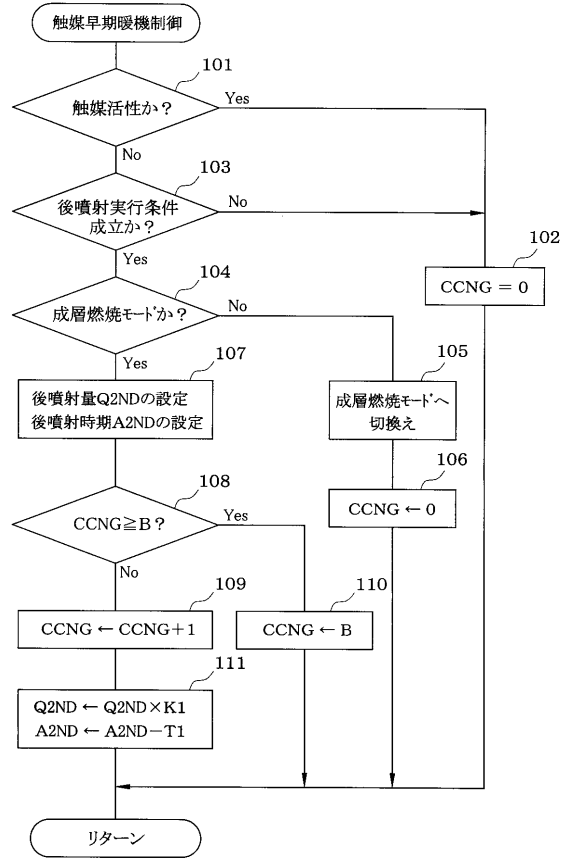 触媒早期暖機制御
101
触媒活性か？
Yes
No
103
後噴射実行条件
成立か？
No
Yes
102
CCNG = 0
104
成層燃焼モードか？
No
Yes
107
後噴射量Q2NDの設定
後噴射時期A2NDの設定
105
成層燃焼モードへ
切換え
106
CCNG ← 0
108
CCNG≧B？
Yes
No
109
CCNG ← CCNG+1
110
CCNG ← B
111
Q2ND ← Q2ND×K1
A2ND ← A2ND−T1
リターン